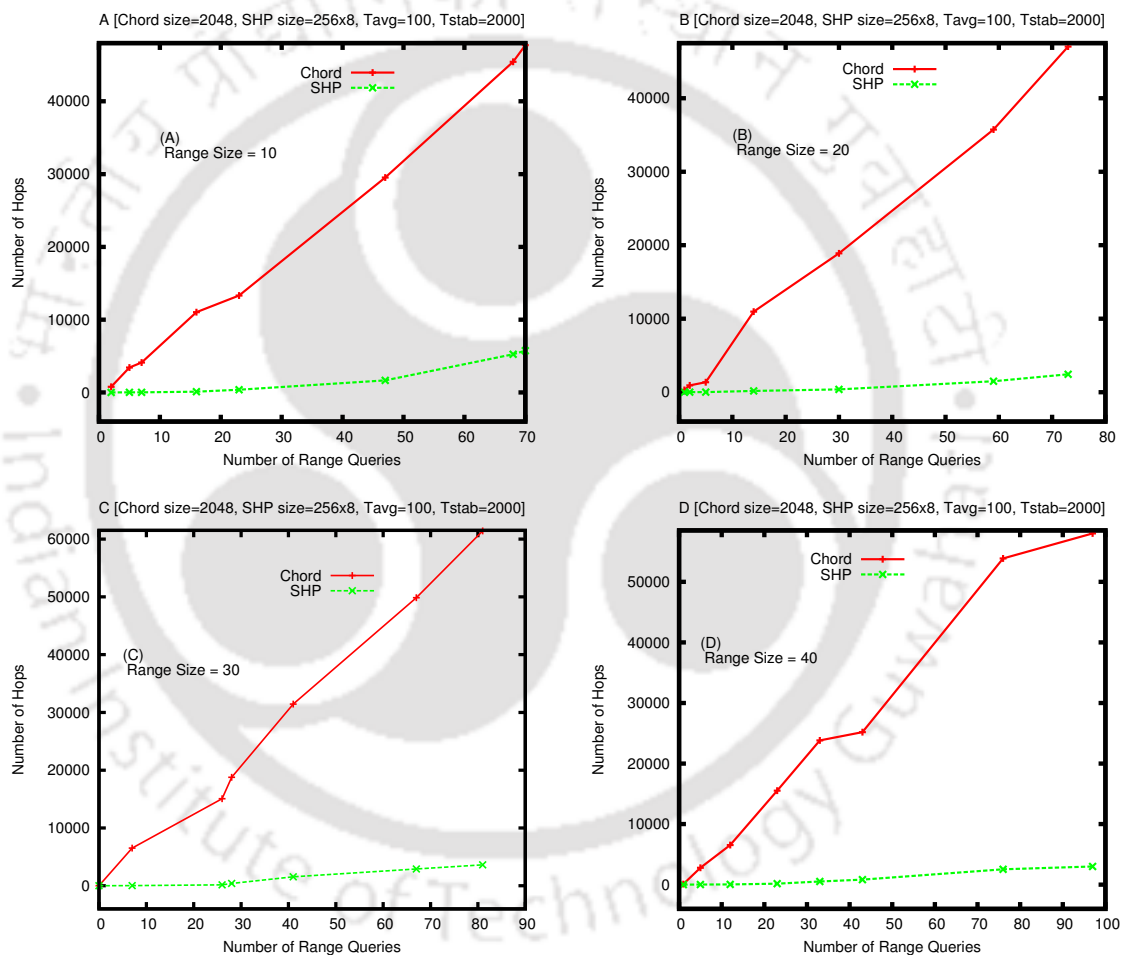 A [Chord size=2048, SHP size=256x8, Tavg=100, Tstab=2000]
Number of Hops
40000
30000
20000
10000
0
Chord
SHP
(A)
Range Size = 10
0 10 20 30 40 50 60 70
Number of Range Queries
B [Chord size=2048, SHP size=256x8, Tavg=100, Tstab=2000]
Number of Hops
40000
30000
20000
10000
0
Chord
SHP
(B)
Range Size = 20
0 10 20 30 40 50 60 70 80
Number of Range Queries
C [Chord size=2048, SHP size=256x8, Tavg=100, Tstab=2000]
Number of Hops
60000
50000
40000
30000
20000
10000
0
Chord
SHP
(C)
Range Size = 30
0 10 20 30 40 50 60 70 80 90
Number of Range Queries
D [Chord size=2048, SHP size=256x8, Tavg=100, Tstab=2000]
Number of Hops
50000
40000
30000
20000
10000
0
Chord
SHP
(D)
Range Size = 40
0 10 20 30 40 50 60 70 80 90 100
Number of Range Queries
Indian Institute of Technology Guwahati